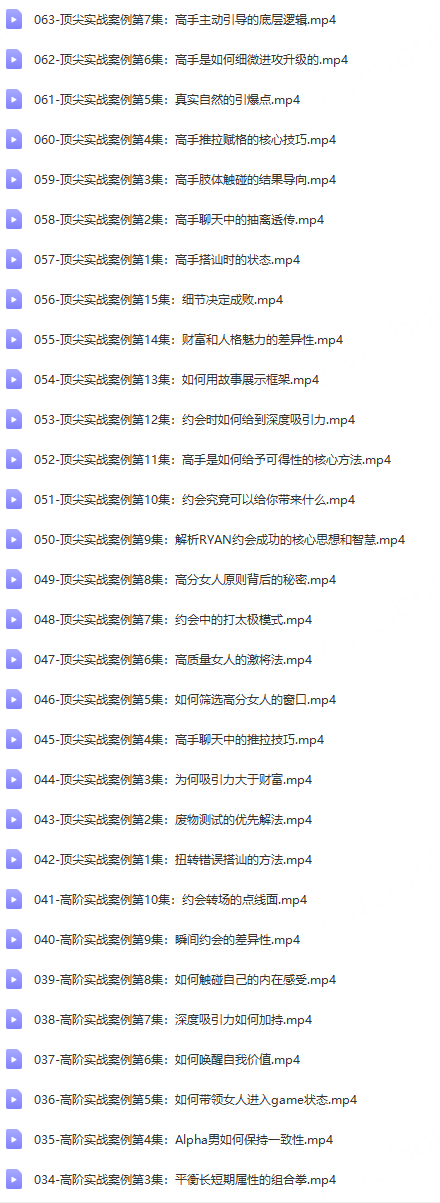 063-顶尖实战案例第7集：高手主动引导的底层逻辑.mp4
062-顶尖实战案例第6集：高手是如何细微进攻升级的.mp4
061-顶尖实战案例第5集：真实自然的引爆点.mp4
060-顶尖实战案例第4集：高手推拉赋格的核心技巧.mp4
059-顶尖实战案例第3集：高手肢体触碰的结果导向.mp4
058-顶尖实战案例第2集：高手聊天中的抽离透传.mp4
057-顶尖实战案例第1集：高手搭讪时的状态.mp4
056-顶尖实战案例第15集：细节决定成败.mp4
055-顶尖实战案例第14集：财富和人格魅力的差异性.mp4
054-顶尖实战案例第13集：如何用故事展示框架.mp4
053-顶尖实战案例第12集：约会时如何给到深度吸引力.mp4
052-顶尖实战案例第11集：高手是如何给予可得性的核心方法.mp4
051-顶尖实战案例第10集：约会究竟可以给你带来什么.mp4
050-顶尖实战案例第9集：解析RYAN约会成功的核心思想和智慧.mp4
049-顶尖实战案例第8集：高分女人原则背后的秘密.mp4
048-顶尖实战案例第7集：约会中的打太极模式.mp4
047-顶尖实战案例第6集：高质量女人的激将法.mp4
046-顶尖实战案例第5集：如何筛选高分女人的窗口.mp4
045-顶尖实战案例第4集：高手聊天中的推拉技巧.mp4
044-顶尖实战案例第3集：为何吸引力大于财富.mp4
043-顶尖实战案例第2集：废物测试的优先解法.mp4
042-顶尖实战案例第1集：扭转错误搭讪的方法.mp4
041-高阶实战案例第10集：约会转场的点线面.mp4
040-高阶实战案例第9集：瞬间约会的差异性.mp4
039-高阶实战案例第8集：如何触碰自己的内在感受.mp4
038-高阶实战案例第7集：深度吸引力如何加持.mp4
037-高阶实战案例第6集：如何唤醒自我价值.mp4
036-高阶实战案例第5集：如何带领女人进入game状态.mp4
035-高阶实战案例第4集：Alpha男如何保持一致性.mp4
034-高阶实战案例第3集：平衡长短期属性的组合拳.mp4